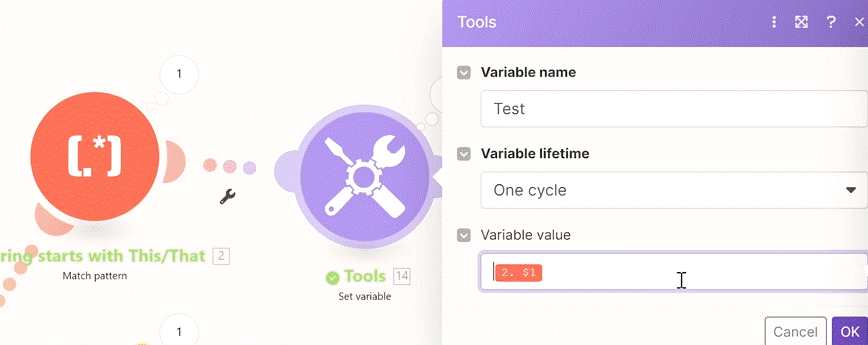 Tools
?
1
Variable name
Test
(.*)
Variable lifetime
One cycle
Variable value
2. $1
ring starts with This/That 2
Match pattern
Tools 14
Set variable
1
Cancel OK